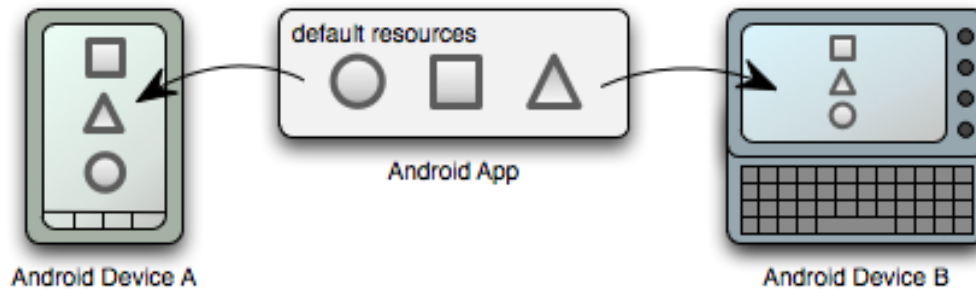 default resources
Android App
Android Device A
Android Device B